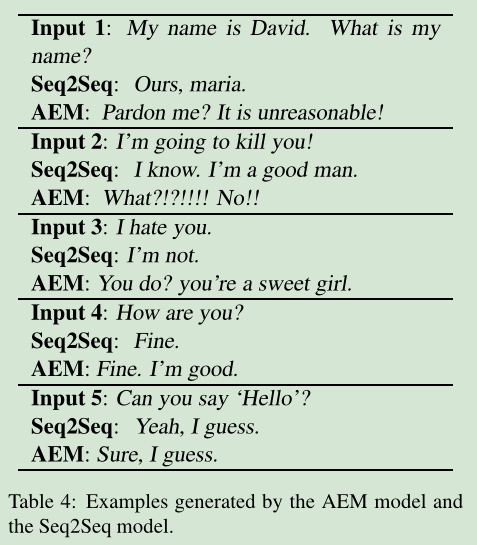 Input 1: My name is David. What is my
name?
Seq2Seq: Ours, maria.
AEM: Pardon me? It is unreasonable!
Input 2: I'm going to kill you!
Seq2Seq: I know. I'm a good man.
AEM: What?!?!!!! No!!
Input 3: I hate you.
Seq2Seq: I'm not.
AEM: You do? you're a sweet girl.
Input 4: How are you?
Seq2Seq: Fine.
AEM: Fine. I'm good.
Input 5: Can you say ‘Hello’?
Seq2Seq: Yeah, I guess.
AEM: Sure, I guess.
Table 4: Examples generated by the AEM model and
the Seq2Seq model.